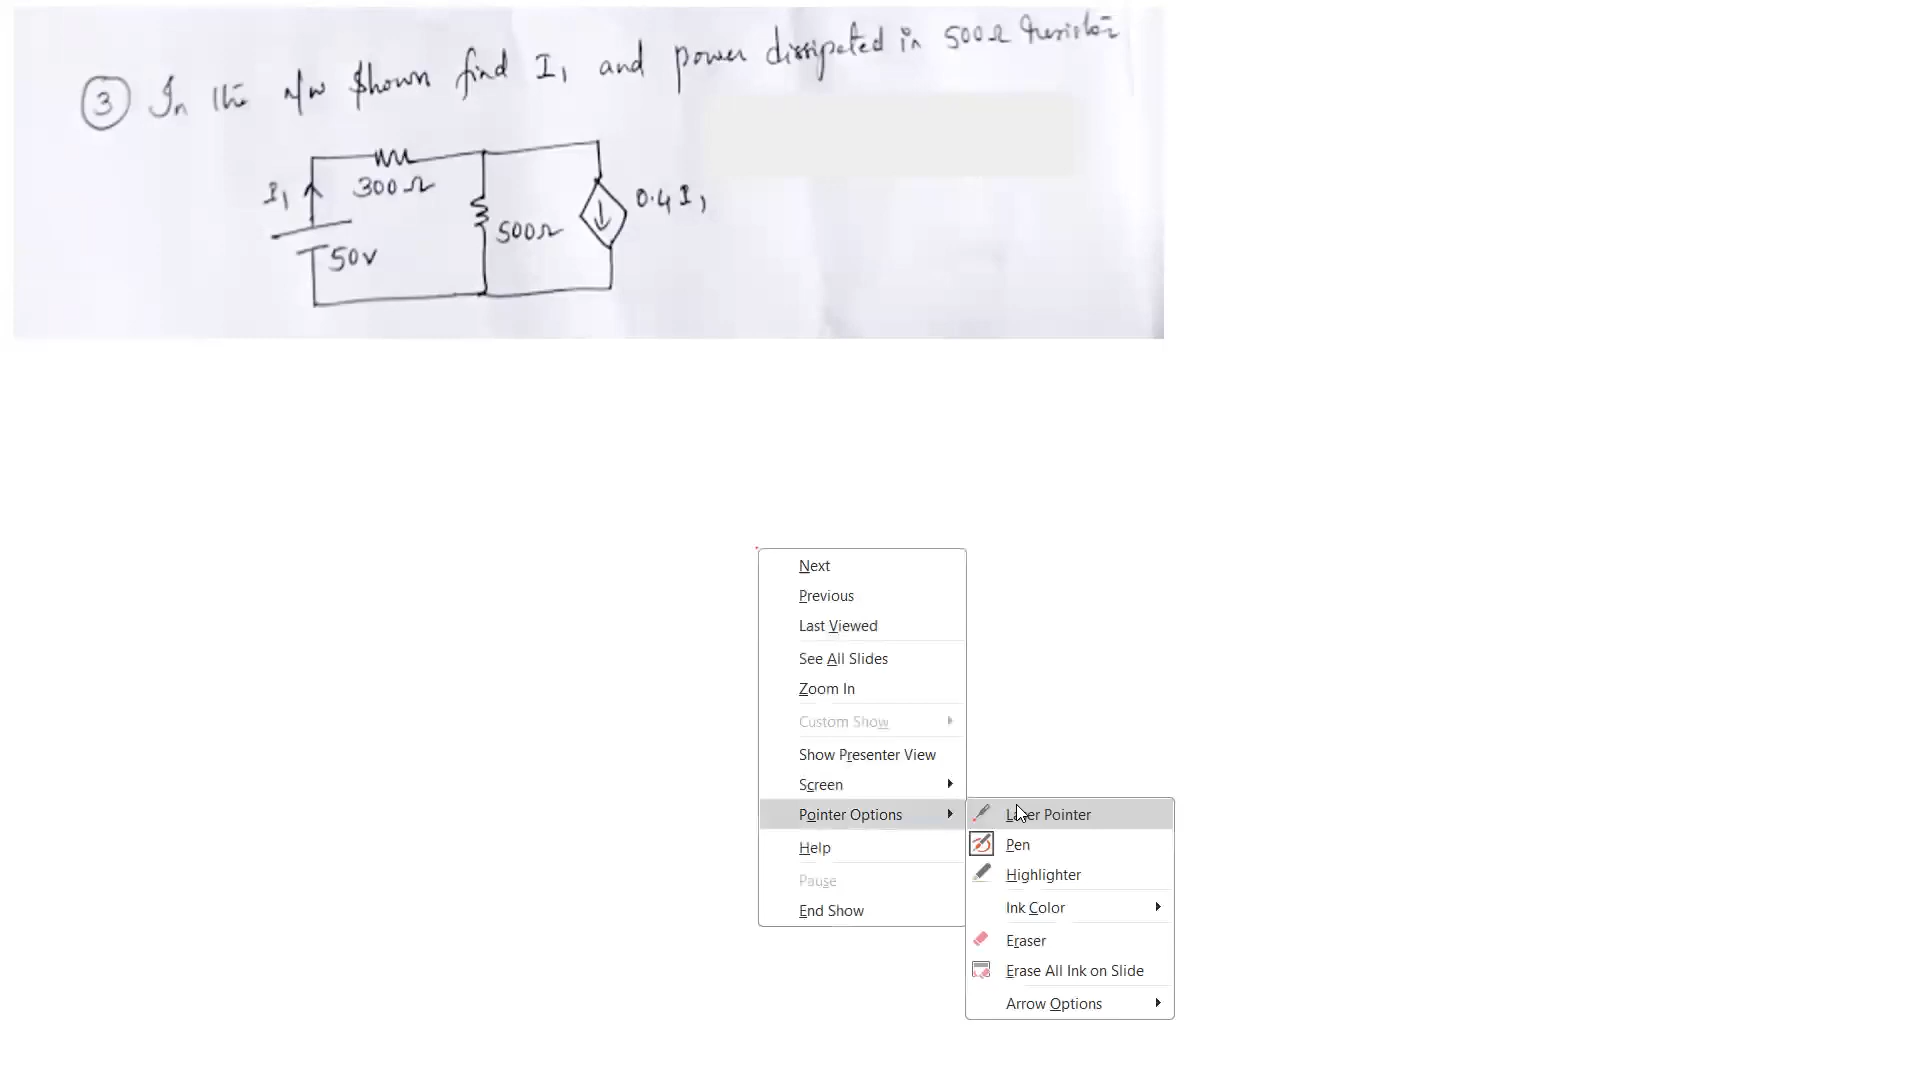 ③ In the n/w shown find I₁ and power dissipated in 500Ω resistor
I₁
300Ω
500Ω
0.4I₁
50V
Next
Previous
Last Viewed
See All Slides
Zoom In
Custom Show
Show Presenter View
Screen
Pointer Options
Help
Pause
End Show
Laser Pointer
Pen
Highlighter
Ink Color
Eraser
Erase All Ink on Slide
Arrow Options